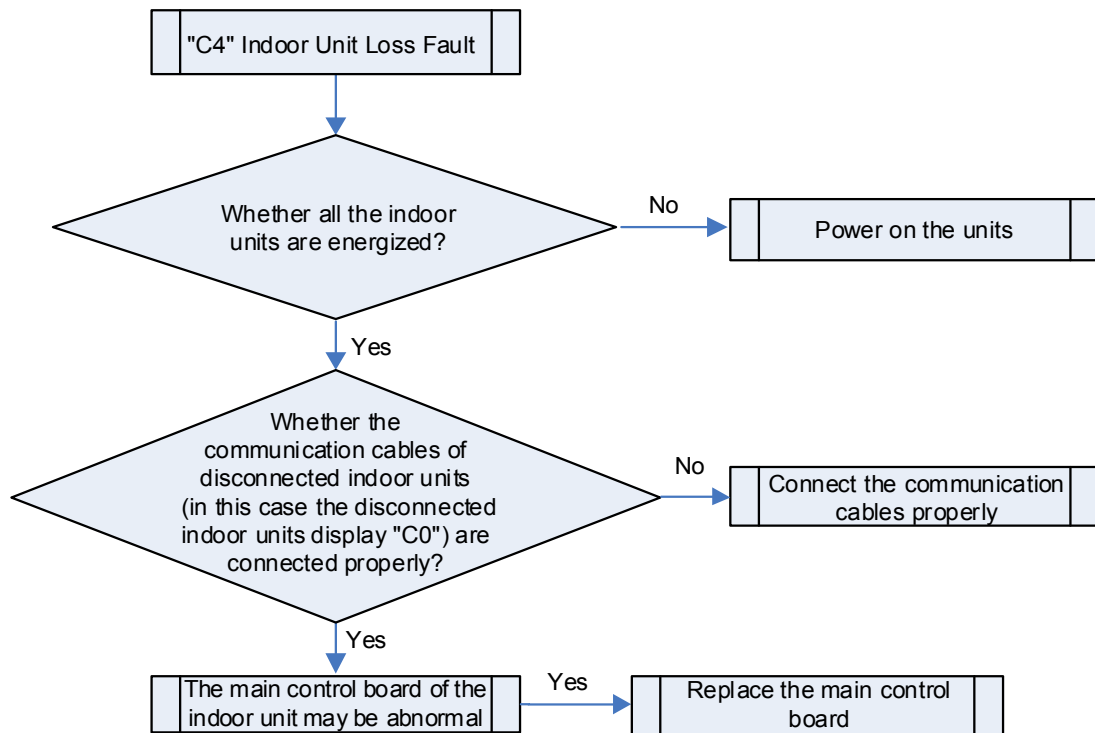 "C4" Indoor Unit Loss Fault
Whether all the indoor
units are energized?
No
Power on the units
Yes
Whether the
communication cables of
disconnected indoor units
(in this case the disconnected
indoor units display "C0") are
connected properly?
No
Connect the communication
cables properly
Yes
The main control board of the
indoor unit may be abnormal
Yes
Replace the main control
board